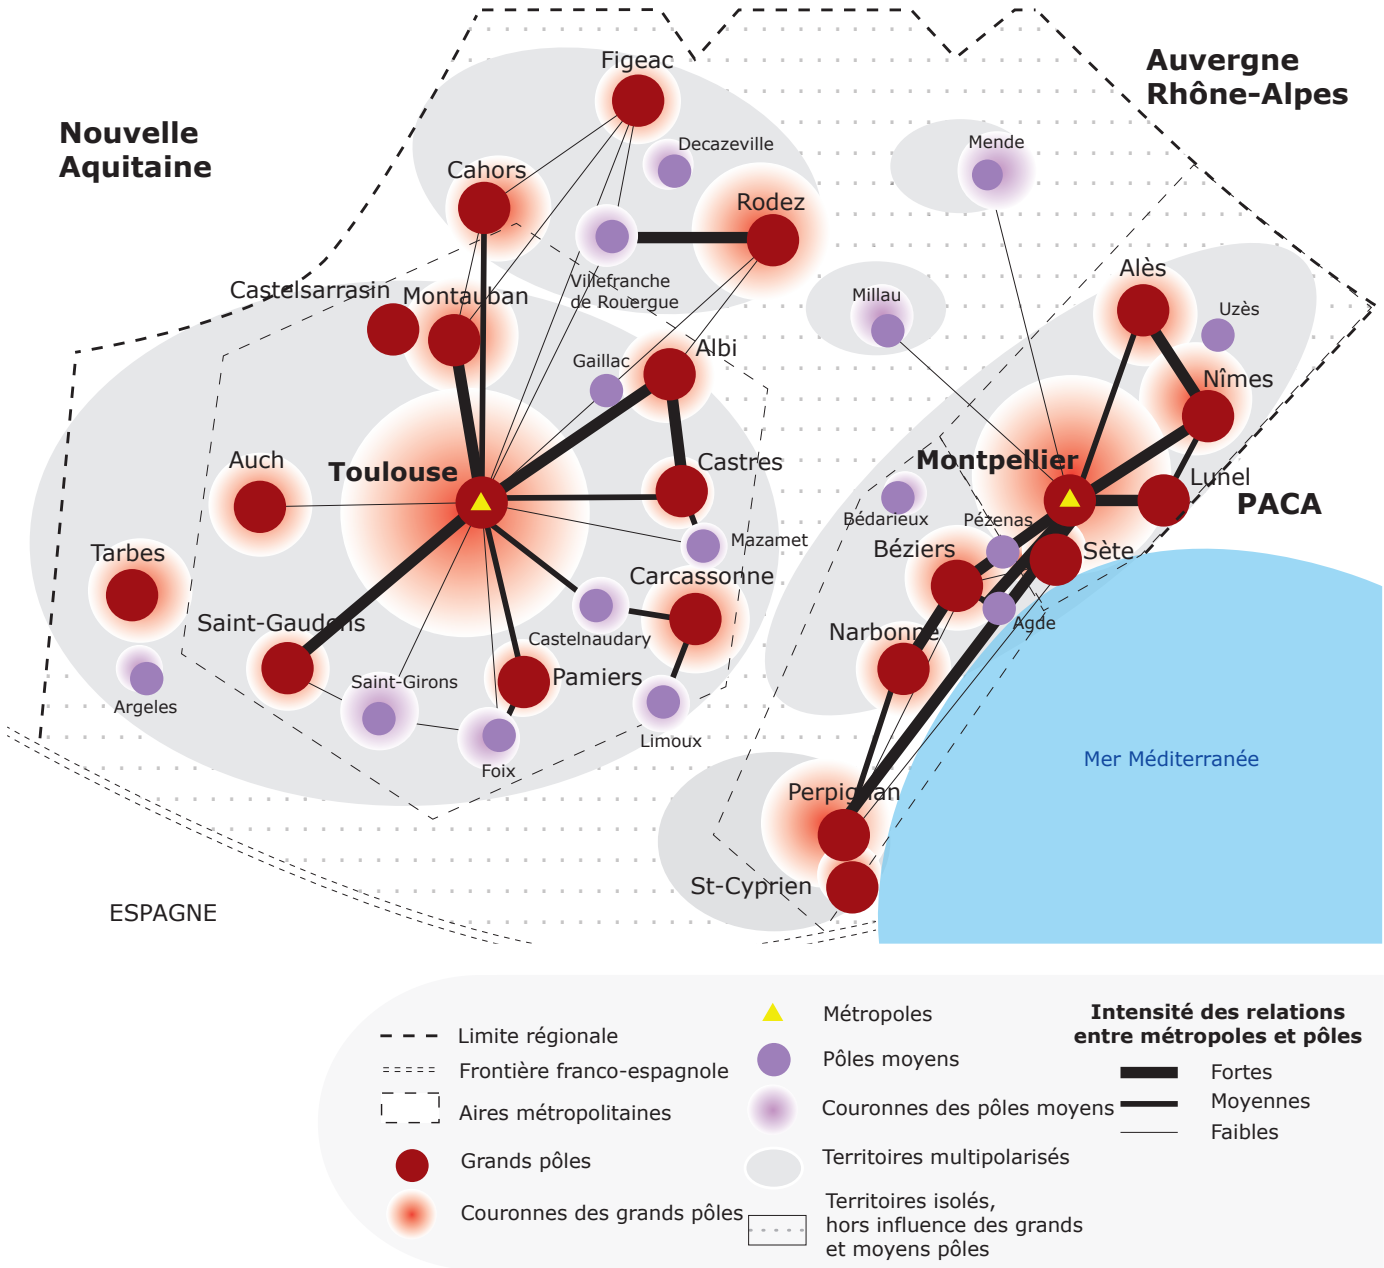 Figeac
Auvergne
Rhône-Alpes
Nouvelle
Aquitaine
Decazeville
Mende
Cahors
Rodez
Villefranche
de Rouergue
Alès
Castelsarrasin
Montauban
Millau
Uzès
Gaillac
Albi
Nîmes
Auch
Toulouse
Castres
Montpellier
Lunel
PACA
Bédarieux
Pézenas
Mazamet
Tarbes
Béziers
Sète
Carcassonne
Saint-Gaudens
Castelnaudary
Narbonne
Agde
Saint-Girons
Pamiers
Argeles
Limoux
Foix
Mer Méditerranée
Perpignan
St-Cyprien
ESPAGNE
Limite régionale
Frontière franco-espagnole
Aires métropolitaines
Grands pôles
Couronnes des grands pôles
Métropoles
Pôles moyens
Couronnes des pôles moyens
Territoires multipolarisés
Territoires isolés,
hors influence des grands
et moyens pôles
Intensité des relations
entre métropoles et pôles
Fortes
Moyennes
Faibles